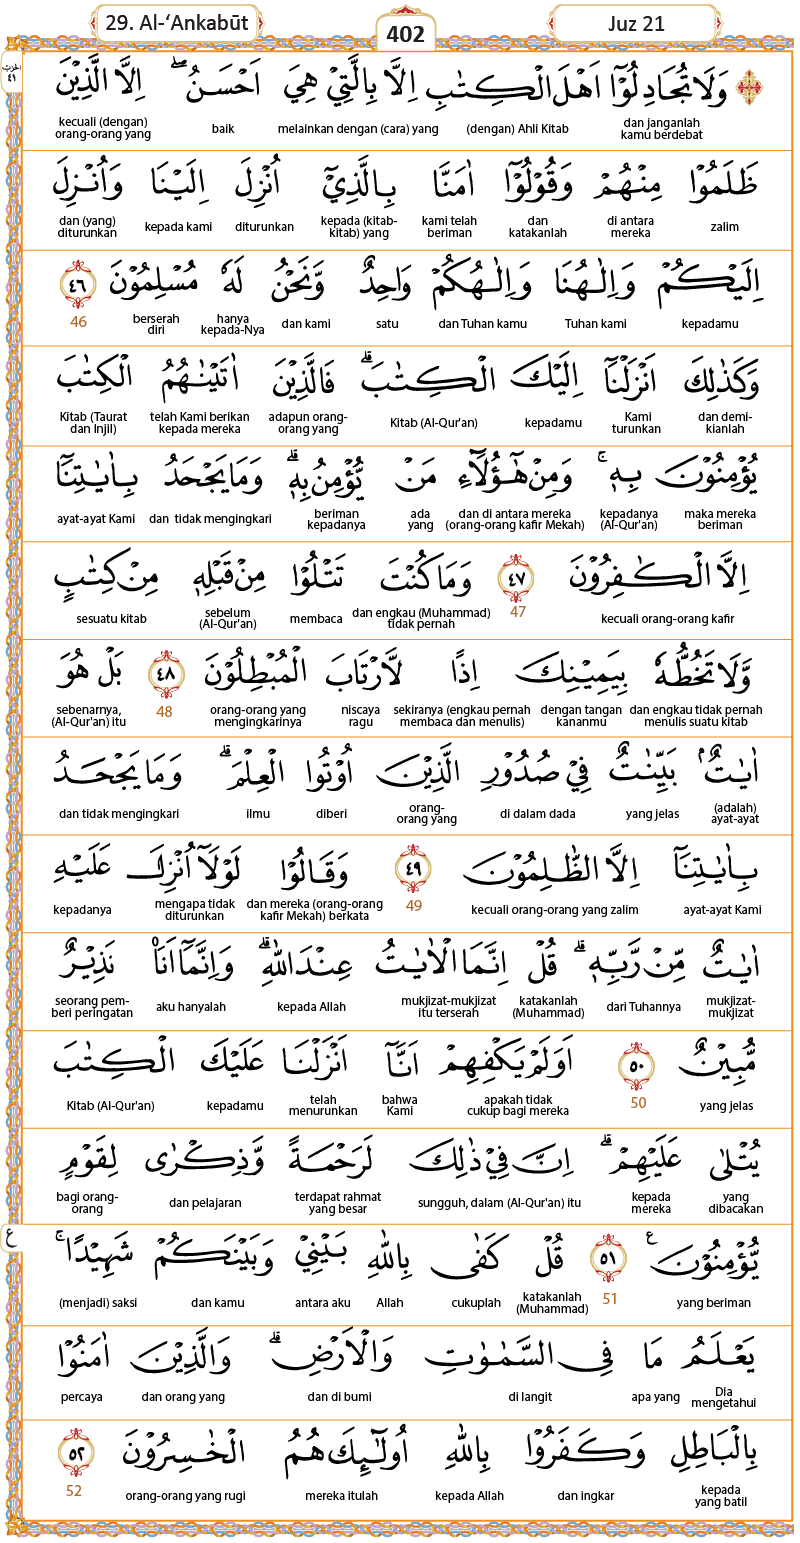 29. Al-‘Ankabūt
402
Juz 21
الحزب
٤١
وَلَا تُجَادِلُوْٓا اَهْلَ الْكِتٰبِ اِلَّا بِالَّتِيْ هِيَ اَحْسَنُۖ اِلَّا الَّذِيْنَ
dan janganlah kamu berdebat (dengan) Ahli Kitab melainkan dengan (cara) yang baik kecuali (dengan) orang-orang yang
ظَلَمُوْا مِنْهُمْ وَقُوْلُوْٓا اٰمَنَّا بِالَّذِيْٓ اُنْزِلَ اِلَيْنَا وَاُنْزِلَ
zalim di antara mereka dan katakanlah kami telah beriman kepada (kitab-kitab) yang diturunkan kepada kami dan (yang) diturunkan
اِلَيْكُمْ وَاِلٰهُنَا وَاِلٰهُكُمْ وَاحِدٌ وَّنَحْنُ لَهٗ مُسْلِمُوْنَ ٤٦
kepadamu Tuhan kami dan Tuhan kamu satu dan kami hanya kepada-Nya berserah diri 46
وَكَذٰلِكَ اَنْزَلْنَآ اِلَيْكَ الْكِتٰبَۗ فَالَّذِيْنَ اٰتَيْنٰهُمُ الْكِتٰبَ
dan demi-kianlah Kami turunkan kepadamu Kitab (Al-Qur'an) adapun orang-orang yang telah Kami berikan kepada mereka Kitab (Taurat dan Injil)
يُؤْمِنُوْنَ بِهٖۚ وَمِنْ هٰٓؤُلَاۤءِ مَنْ يُّؤْمِنُ بِهٖۗ وَمَا يَجْحَدُ بِاٰيٰتِنَآ
maka mereka beriman kepadanya (Al-Qur'an) dan di antara mereka (orang-orang kafir Mekah) ada yang beriman kepadanya dan tidak mengingkari ayat-ayat Kami
اِلَّا الْكٰفِرُوْنَ ٤٧ وَمَا كُنْتَ تَتْلُوْا مِنْ قَبْلِهٖ مِنْ كِتٰبٍ
kecuali orang-orang kafir 47 dan engkau (Muhammad) tidak pernah membaca sebelum (Al-Qur'an) sesuatu kitab
وَّلَا تَخُطُّهٗ بِيَمِيْنِكَ اِذًا لَّارْتَابَ الْمُبْطِلُوْنَ ٤٨ بَلْ هُوَ
dan engkau tidak pernah menulis suatu kitab dengan tangan kananmu sekiranya (engkau pernah membaca dan menulis) niscaya ragu orang-orang yang mengingkarinya 48 sebenarnya, (Al-Qur'an) itu
اٰيٰتٌۢ بَيِّنٰتٌ فِيْ صُدُوْرِ الَّذِيْنَ اُوْتُوا الْعِلْمَۗ وَمَا يَجْحَدُ
(adalah) ayat-ayat yang jelas di dalam dada orang-orang yang diberi ilmu dan tidak mengingkari
بِاٰيٰتِنَآ اِلَّا الظّٰلِمُوْنَ ٤٩ وَقَالُوْا لَوْلَآ اُنْزِلَ عَلَيْهِ
ayat-ayat Kami kecuali orang-orang yang zalim 49 dan mereka (orang-orang kafir Mekah) berkata mengapa tidak diturunkan kepadanya
اٰيٰتٌ مِّنْ رَّبِّهٖۗ قُلْ اِنَّمَا الْاٰيٰتُ عِنْدَ اللّٰهِۗ وَاِنَّمَآ اَنَا۠ نَذِيْرٌ
mukjizat-mukjizat dari Tuhannya katakanlah (Muhammad) mukjizat-mukjizat itu terserah kepada Allah aku hanyalah seorang pem-beri peringatan
مُّبِيْنٌ ٥٠ اَوَلَمْ يَكْفِهِمْ اَنَّآ اَنْزَلْنَا عَلَيْكَ الْكِتٰبَ
yang jelas 50 apakah tidak cukup bagi mereka bahwa Kami telah menurunkan kepadamu Kitab (Al-Qur'an)
يُتْلٰى عَلَيْهِمْۗ اِنَّ فِيْ ذٰلِكَ لَرَحْمَةً وَّذِكْرٰى لِقَوْمٍ
yang dibacakan kepada mereka sungguh, dalam (Al-Qur'an) itu terdapat rahmat yang besar dan pelajaran bagi orang-orang
ع
يُّؤْمِنُوْنَ ࣖ ٥١ قُلْ كَفٰى بِاللّٰهِ بَيْنِيْ وَبَيْنَكُمْ شَهِيْدًاۚ
yang beriman 51 katakanlah (Muhammad) cukuplah Allah antara aku dan kamu (menjadi) saksi
يَعْلَمُ مَا فِى السَّمٰوٰتِ وَالْاَرْضِۗ وَالَّذِيْنَ اٰمَنُوْا
Dia mengetahui apa yang di langit dan di bumi dan orang yang percaya
بِالْبَاطِلِ وَكَفَرُوْا بِاللّٰهِ اُولٰۤىِٕكَ هُمُ الْخٰسِرُوْنَ ٥٢
kepada yang batil dan ingkar kepada Allah mereka itulah orang-orang yang rugi 52